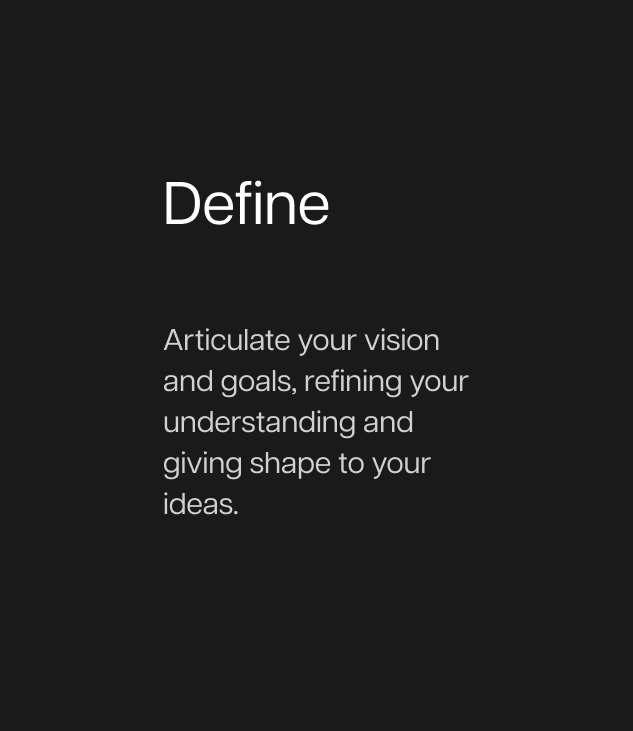 Define
Articulate your vision
and goals, refining your
understanding and
giving shape to your
ideas.